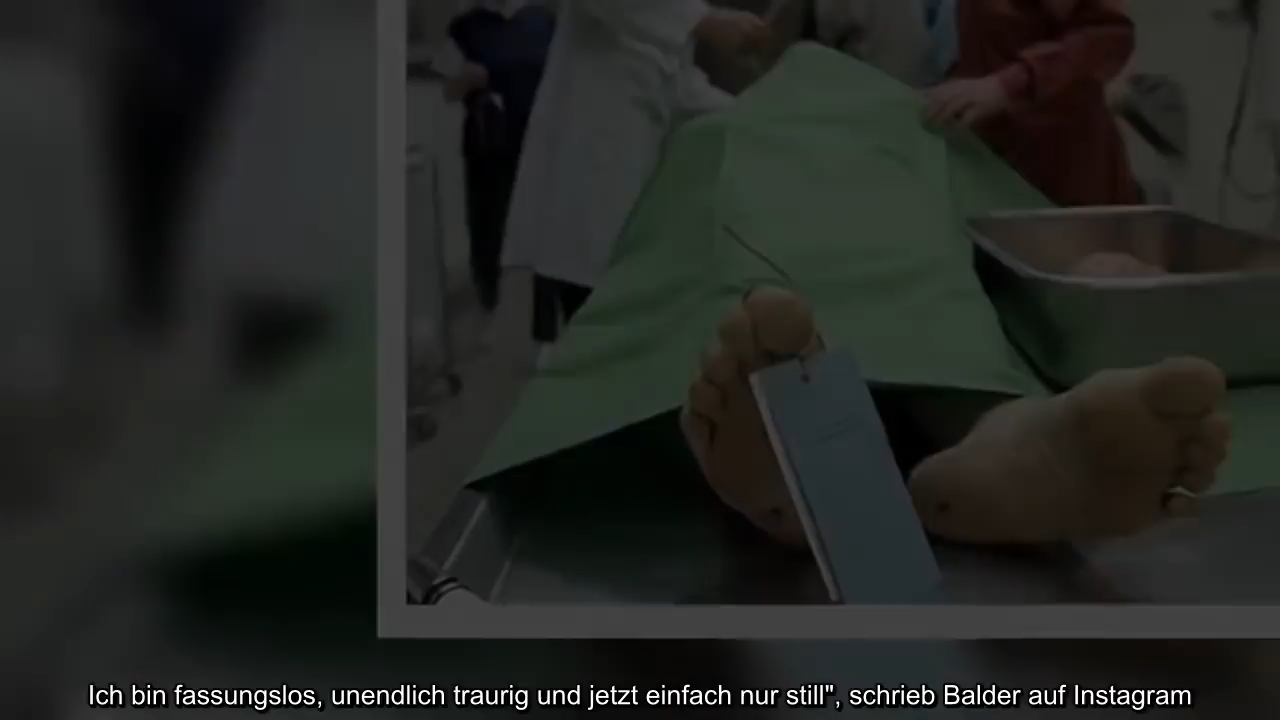 Ich bin fassungslos, unendlich traurig und jetzt einfach nur still", schrieb Balder auf Instagram